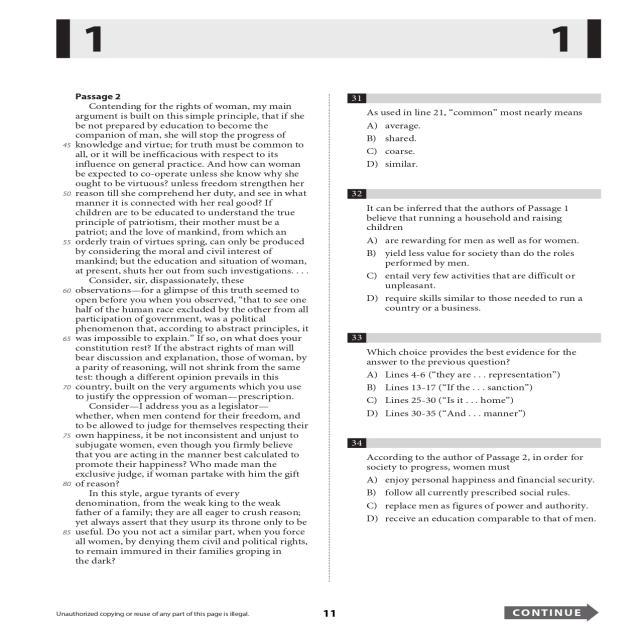 1
1
Passage 2
Contending for the rights of woman, my main
argument is built on this simple principle, that if she
be not prepared by education to become the
companion of man, she will stop the progress of
45 knowledge and virtue; for truth must be common to
all, or it will be inefficacious with respect to its
influence on general practice. And how can woman
be expected to co-operate unless she know why she
ought to be virtuous? unless freedom strengthen her
50 reason till she comprehend her duty, and see in what
manner it is connected with her real good? If
children are to be educated to understand the true
principle of patriotism, their mother must be a
patriot; and the love of mankind, from which an
55 orderly train of virtues spring, can only be produced
by considering the moral and civil interest of
mankind; but the education and situation of woman,
at present, shuts her out from such investigations. . . .
Consider, sir, dispassionately, these
60 observations—for a glimpse of this truth seemed to
open before you when you observed, “that to see one
half of the human race excluded by the other from all
participation of government, was a political
phenomenon that, according to abstract principles, it
65 was impossible to explain.” If so, on what does your
constitution rest? If the abstract rights of man will
bear discussion and explanation, those of woman, by
a parity of reasoning, will not shrink from the same
test: though a different opinion prevails in this
70 country, built on the very arguments which you use
to justify the oppression of woman—prescription.
Consider—I address you as a legislator—
whether, when men contend for their freedom, and
to be allowed to judge for themselves respecting their
75 own happiness, it be not inconsistent and unjust to
subjugate women, even though you firmly believe
that you are acting in the manner best calculated to
promote their happiness? Who made man the
exclusive judge, if woman partake with him the gift
80 of reason?
In this style, argue tyrants of every
denomination, from the weak king to the weak
father of a family; they are all eager to crush reason;
yet always assert that they usurp its throne only to be
85 useful. Do you not act a similar part, when you force
all women, by denying them civil and political rights,
to remain immured in their families groping in
the dark?
31
As used in line 21, “common” most nearly means
A) average.
B) shared.
C) coarse.
D) similar.
32
It can be inferred that the authors of Passage 1
believe that running a household and raising
children
A) are rewarding for men as well as for women.
B) yield less value for society than do the roles
performed by men.
C) entail very few activities that are difficult or
unpleasant.
D) require skills similar to those needed to run a
country or a business.
33
Which choice provides the best evidence for the
answer to the previous question?
A) Lines 4-6 (“they are . . . representation”)
B) Lines 13-17 (“If the . . . sanction”)
C) Lines 25-30 (“Is it . . . home”)
D) Lines 30-35 (“And . . . manner”)
34
According to the author of Passage 2, in order for
society to progress, women must
A) enjoy personal happiness and financial security.
B) follow all currently prescribed social rules.
C) replace men as figures of power and authority.
D) receive an education comparable to that of men.
Unauthorized copying or reuse of any part of this page is illegal.
11
CONTINUE